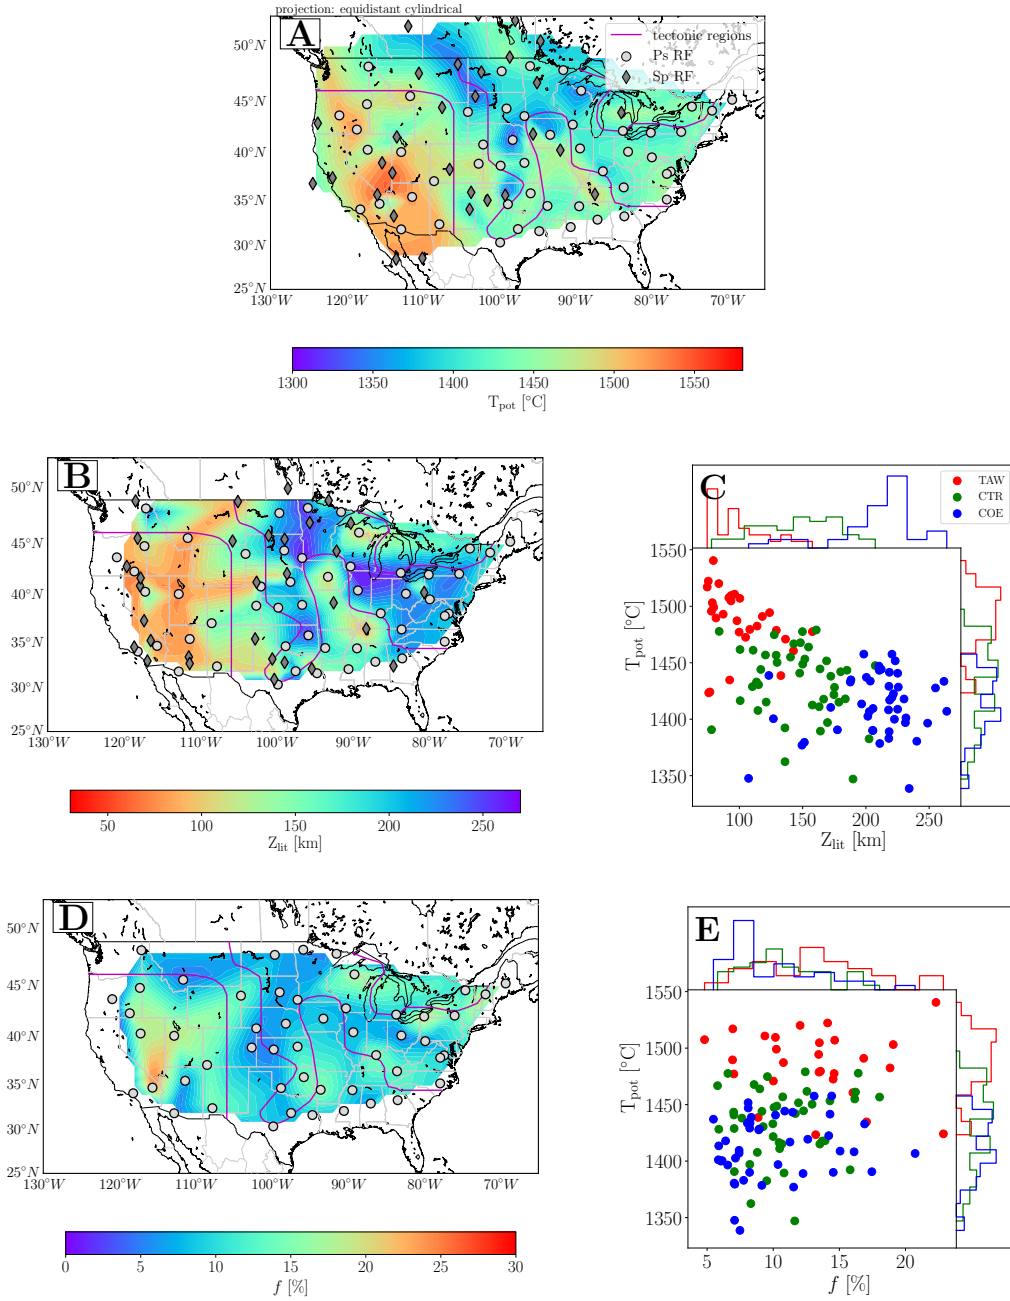 projection: equidistant cylindrical
A
tectonic regions
Ps RF
Sp RF
50°N
45°N
40°N
35°N
30°N
25°N
130°W 120°W 110°W 100°W 90°W 80°W 70°W
1300 1350 1400 1450 1500 1550
T_pot [°C]
B
50°N
45°N
40°N
35°N
30°N
25°N
130°W 120°W 110°W 100°W 90°W 80°W 70°W
50 100 150 200 250
Z_lit [km]
C
TAW
CTR
COE
1550
1500
1450
1400
1350
T_pot [°C]
100 150 200 250
Z_lit [km]
D
50°N
45°N
40°N
35°N
30°N
25°N
130°W 120°W 110°W 100°W 90°W 80°W 70°W
0 5 10 15 20 25 30
f [%]
E
1550
1500
1450
1400
1350
T_pot [°C]
5 10 15 20
f [%]